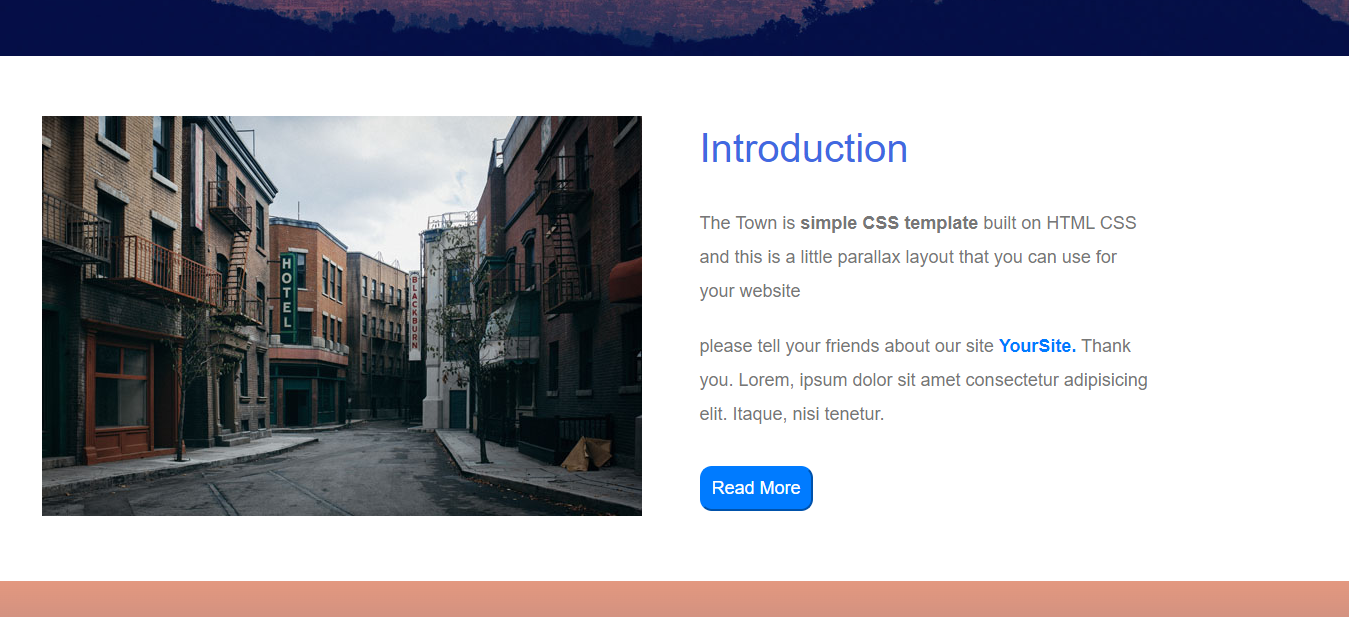 HOTEL
BLACKBURN
Introduction
The Town is simple CSS template built on HTML CSS
and this is a little parallax layout that you can use for
your website
please tell your friends about our site YourSite. Thank
you. Lorem, ipsum dolor sit amet consectetur adipisicing
elit. Itaque, nisi tenetur.
Read More